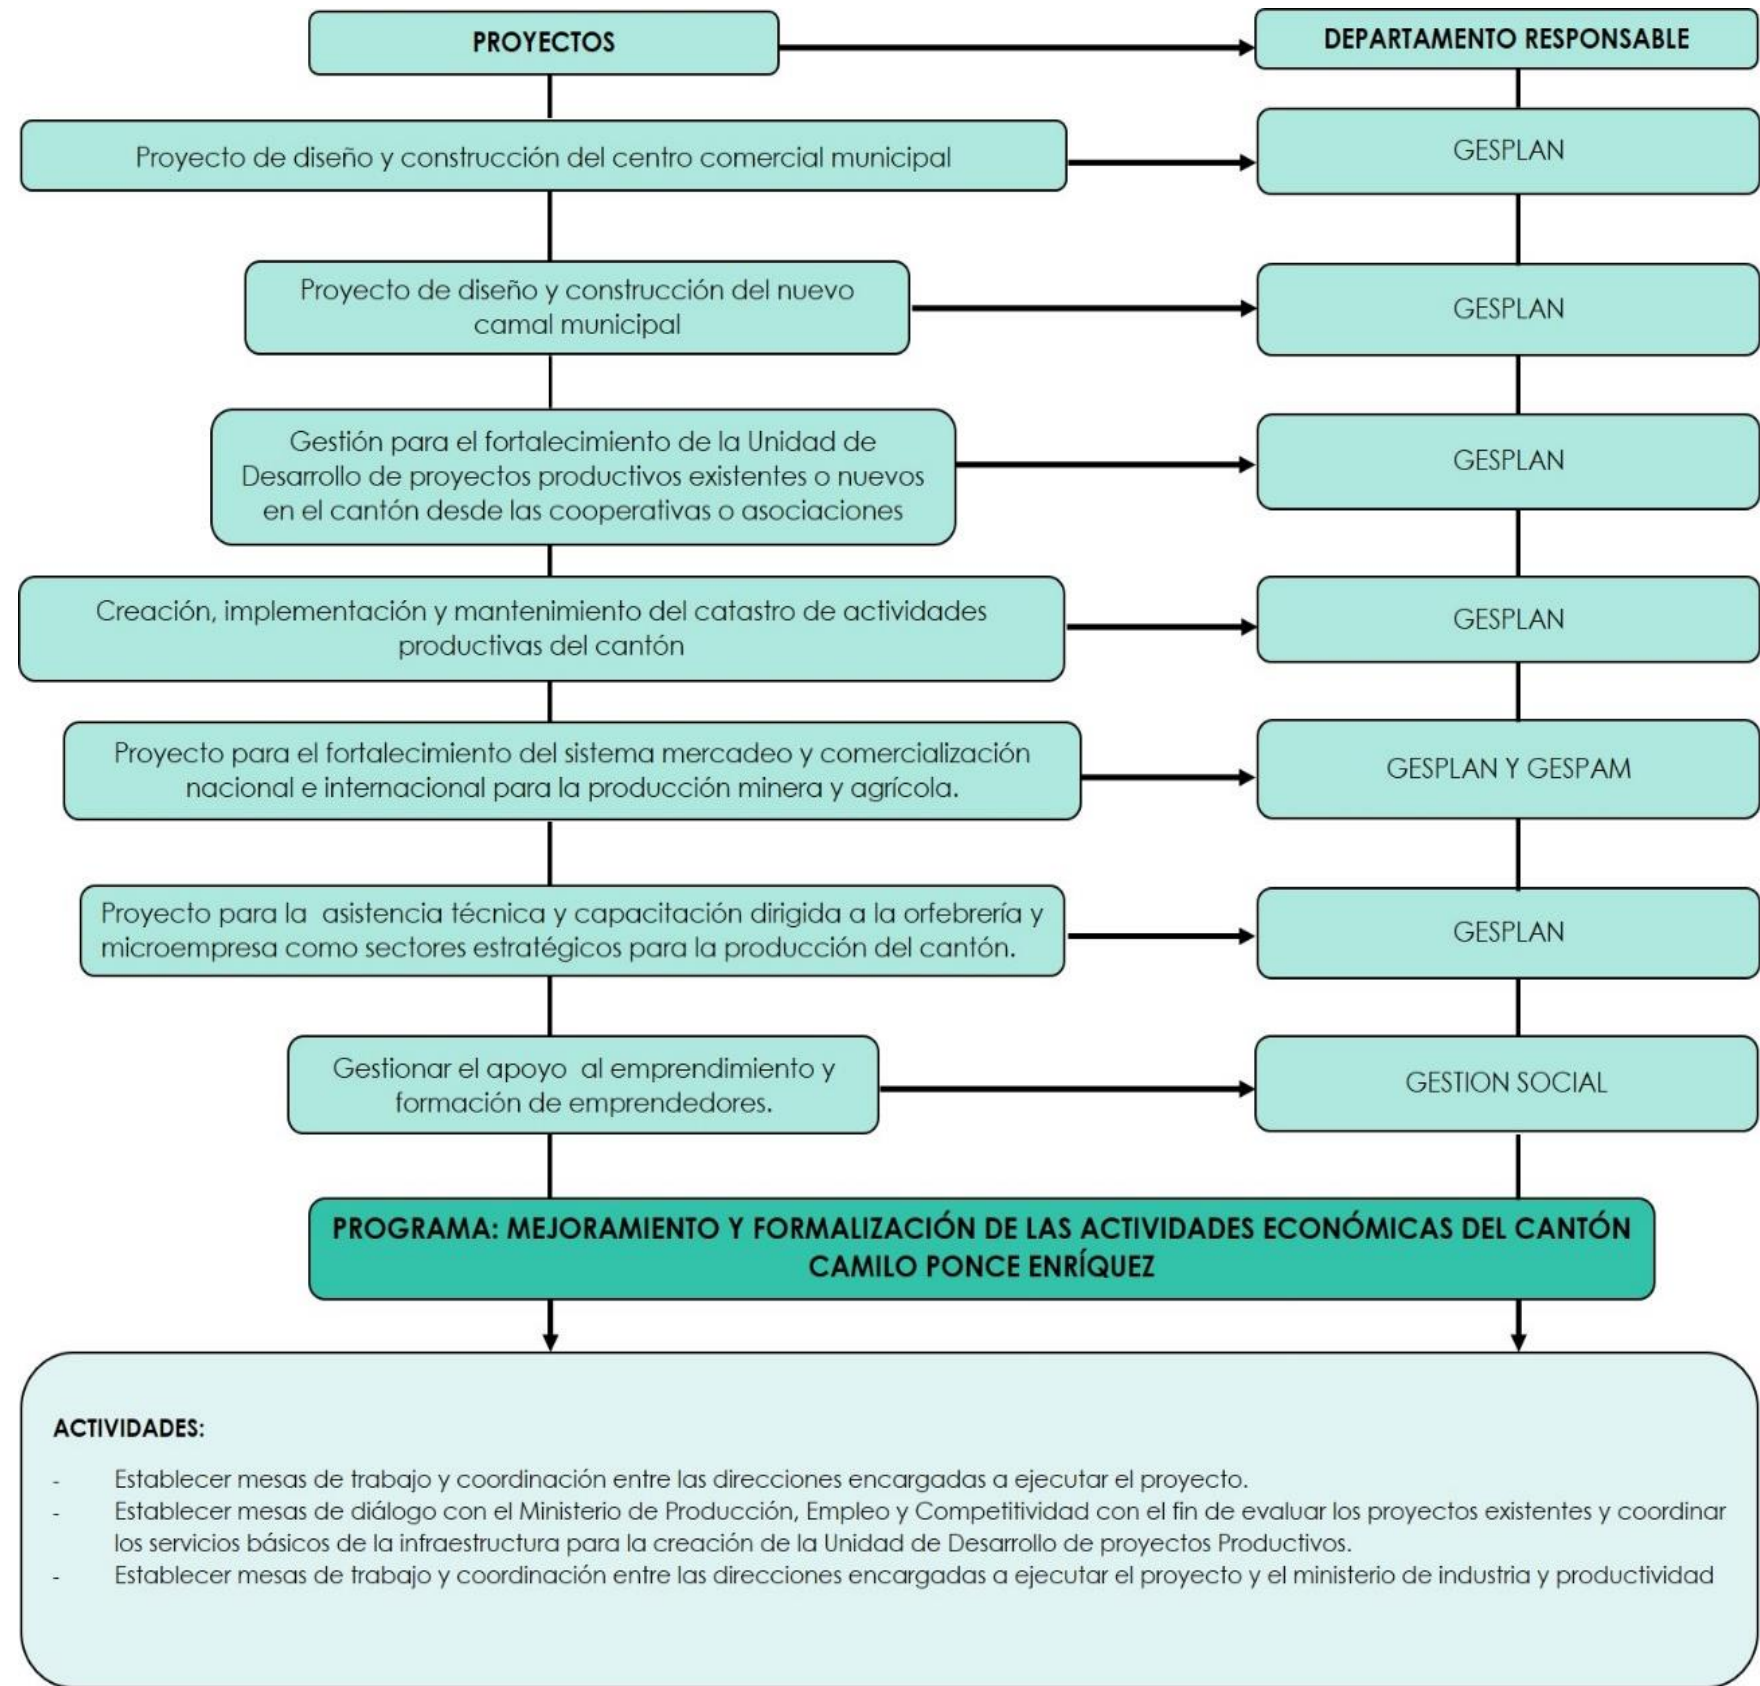 PROYECTOS
DEPARTAMENTO RESPONSABLE
Proyecto de diseño y construcción del centro comercial municipal
GESPLAN
Proyecto de diseño y construcción del nuevo
camal municipal
GESPLAN
Gestión para el fortalecimiento de la Unidad de
Desarrollo de proyectos productivos existentes o nuevos
en el cantón desde las cooperativas o asociaciones
GESPLAN
Creación, implementación y mantenimiento del catastro de actividades
productivas del cantón
GESPLAN
Proyecto para el fortalecimiento del sistema mercadeo y comercialización
nacional e internacional para la producción minera y agrícola.
GESPLAN Y GESPAM
Proyecto para la asistencia técnica y capacitación dirigida a la orfebrería y
microempresa como sectores estratégicos para la producción del cantón.
GESPLAN
Gestionar el apoyo al emprendimiento y
formación de emprendedores.
GESTION SOCIAL
PROGRAMA: MEJORAMIENTO Y FORMALIZACIÓN DE LAS ACTIVIDADES ECONÓMICAS DEL CANTÓN
CAMILO PONCE ENRÍQUEZ
ACTIVIDADES:
- Establecer mesas de trabajo y coordinación entre las direcciones encargadas a ejecutar el proyecto.
- Establecer mesas de diálogo con el Ministerio de Producción, Empleo y Competitividad con el fin de evaluar los proyectos existentes y coordinar
los servicios básicos de la infraestructura para la creación de la Unidad de Desarrollo de proyectos Productivos.
- Establecer mesas de trabajo y coordinación entre las direcciones encargadas a ejecutar el proyecto y el ministerio de industria y productividad